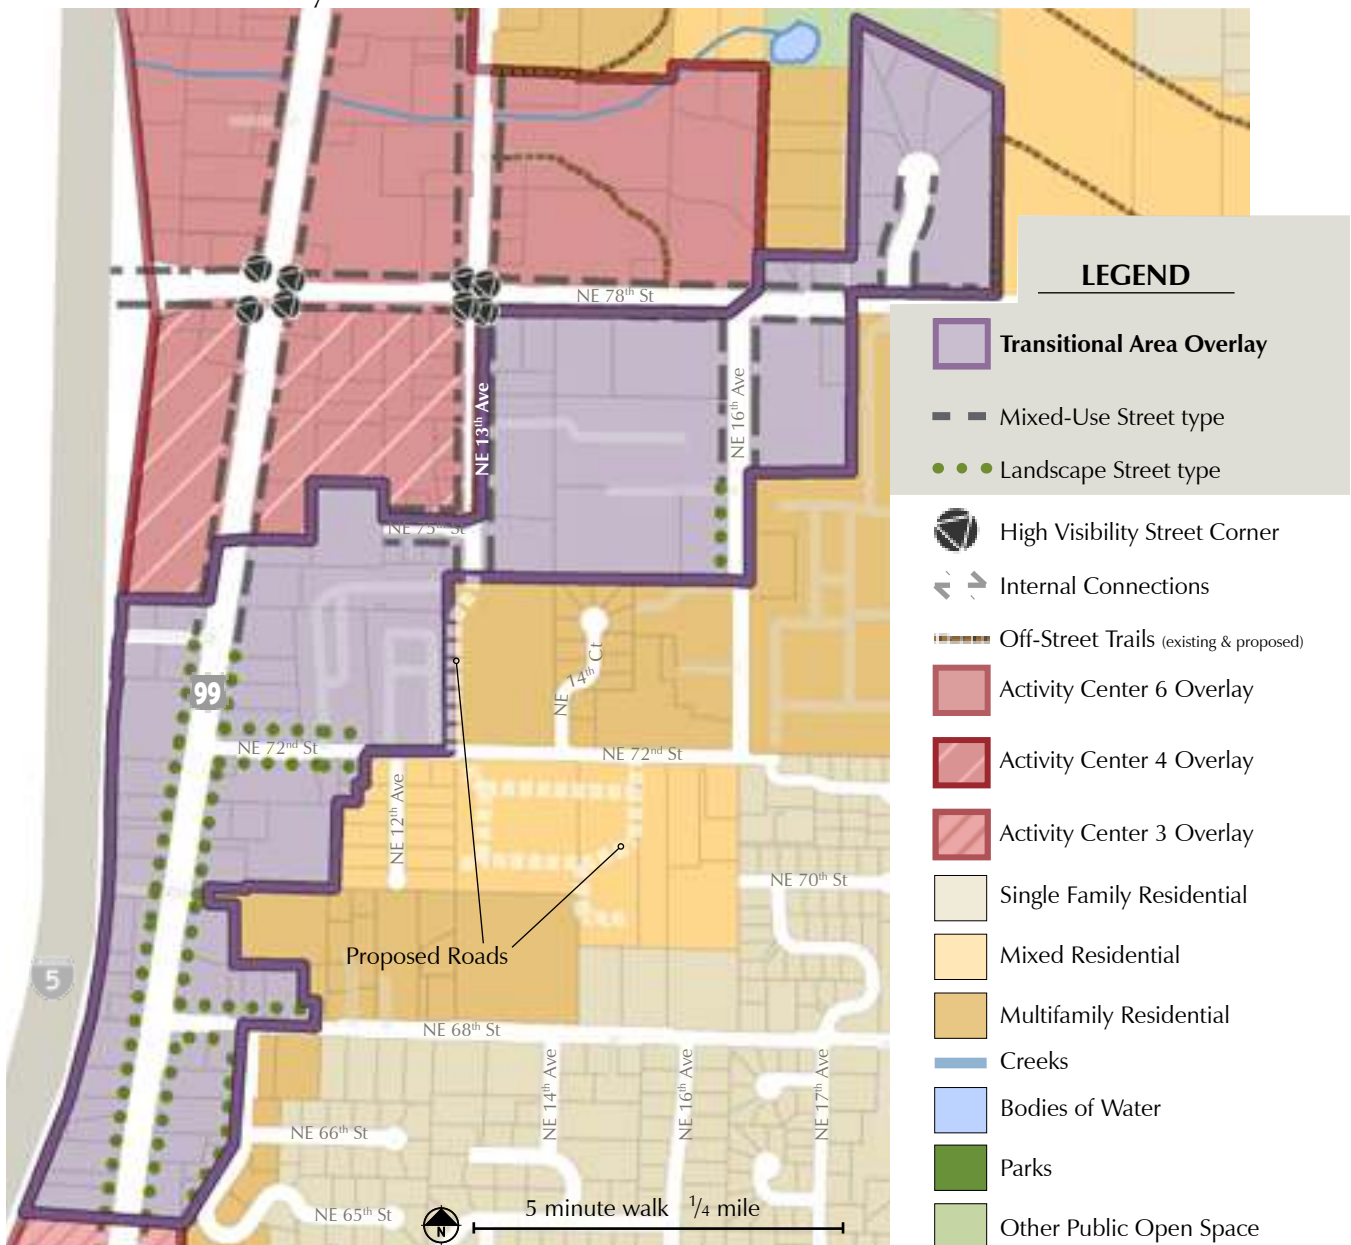 NE 78th St
NE 13th Ave
NE 16th Ave
NE 75th St
NE 14th Ct
99
NE 72nd St
NE 72nd St
NE 12th Ave
NE 70th St
Proposed Roads
5
NE 68th St
NE 14th Ave
NE 16th Ave
NE 17th Ave
NE 66th St
NE 65th St
N
5 minute walk 1/4 mile
LEGEND
Transitional Area Overlay
Mixed-Use Street type
Landscape Street type
High Visibility Street Corner
Internal Connections
Off-Street Trails (existing & proposed)
Activity Center 6 Overlay
Activity Center 4 Overlay
Activity Center 3 Overlay
Single Family Residential
Mixed Residential
Multifamily Residential
Creeks
Bodies of Water
Parks
Other Public Open Space